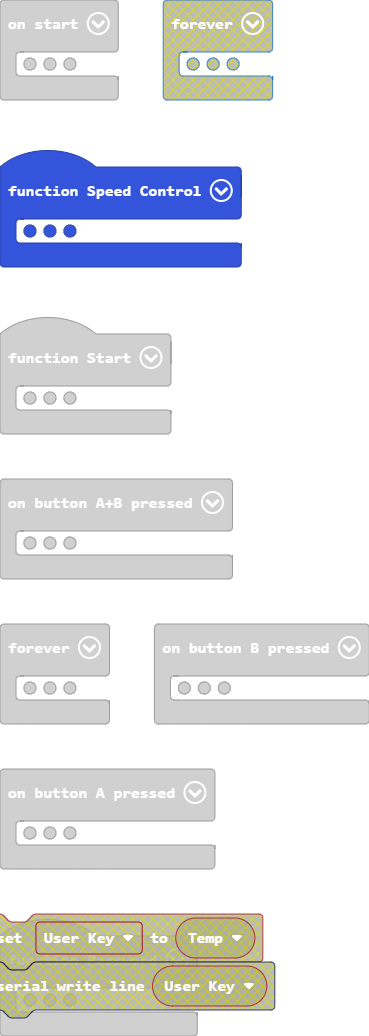 on start
forever
function Speed Control
function Start
on button A+B pressed
forever
on button B pressed
on button A pressed
set User Key to Temp
serial write line User Key